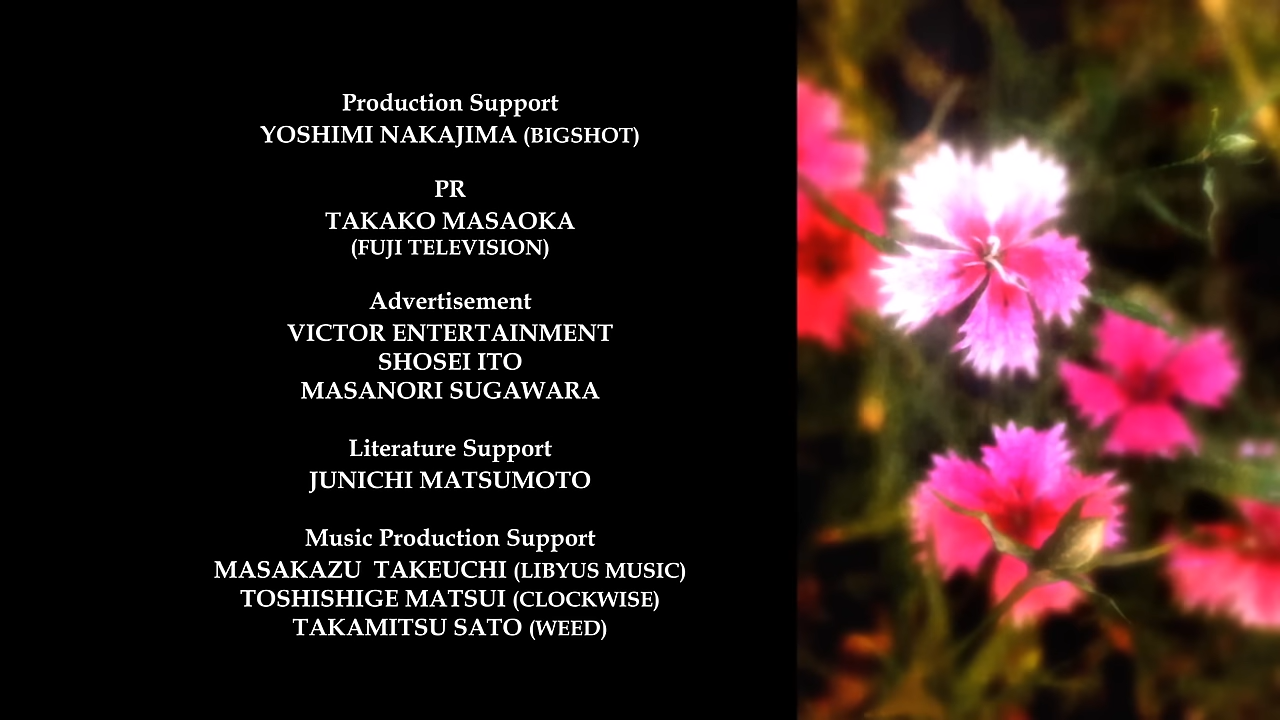 Production Support
YOSHIMI NAKAJIMA (BIGSHOT)
PR
TAKAKO MASAOKA
(FUJI TELEVISION)
Advertisement
VICTOR ENTERTAINMENT
SHOSEI ITO
MASANORI SUGAWARA
Literature Support
JUNICHI MATSUMOTO
Music Production Support
MASAKAZU TAKEUCHI (LIBYUS MUSIC)
TOSHISHIGE MATSUI (CLOCKWISE)
TAKAMITSU SATO (WEED)